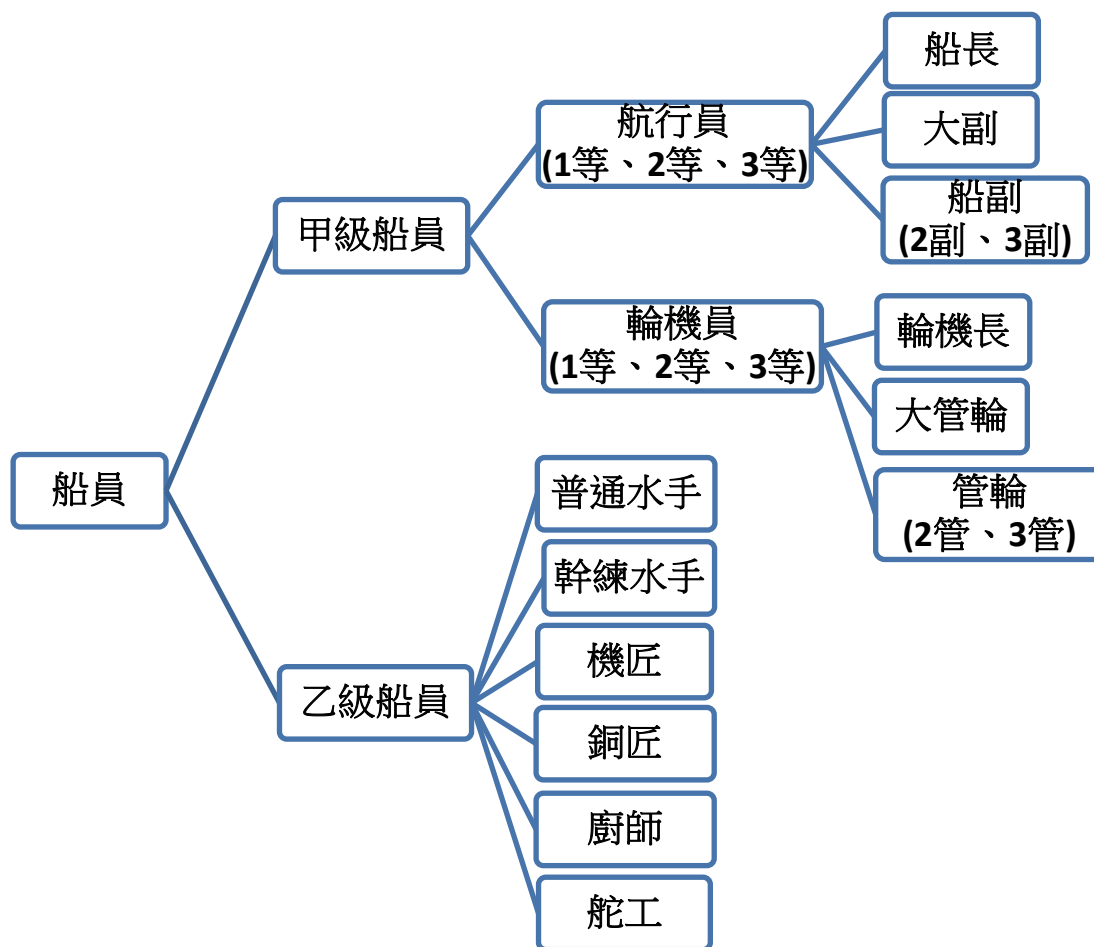 船員
甲級船員
航行員
(1等、2等、3等)
船長
大副
船副
(2副、3副)
輪機員
(1等、2等、3等)
輪機長
大管輪
管輪
(2管、3管)
乙級船員
普通水手
幹練水手
機匠
銅匠
廚師
舵工